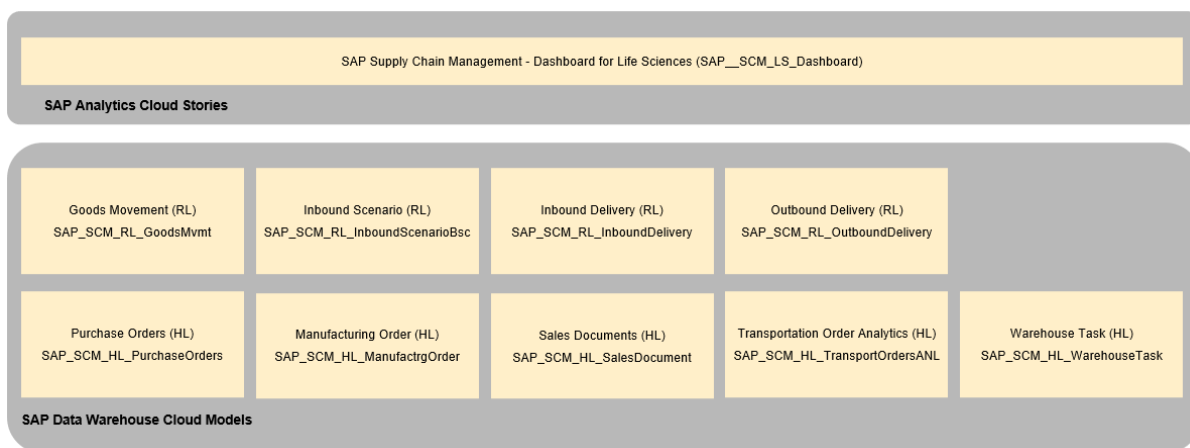 SAP Supply Chain Management - Dashboard for Life Sciences (SAP__SCM_LS_Dashboard)
SAP Analytics Cloud Stories
Goods Movement (RL)
SAP_SCM_RL_GoodsMvmt
Inbound Scenario (RL)
SAP_SCM_RL_InboundScenarioBsc
Inbound Delivery (RL)
SAP_SCM_RL_InboundDelivery
Outbound Delivery (RL)
SAP_SCM_RL_OutboundDelivery
Purchase Orders (HL)
SAP_SCM_HL_PurchaseOrders
Manufacturing Order (HL)
SAP_SCM_HL_ManufactrgOrder
Sales Documents (HL)
SAP_SCM_HL_SalesDocument
Transportation Order Analytics (HL)
SAP_SCM_HL_TransportOrdersANL
Warehouse Task (HL)
SAP_SCM_HL_WarehouseTask
SAP Data Warehouse Cloud Models